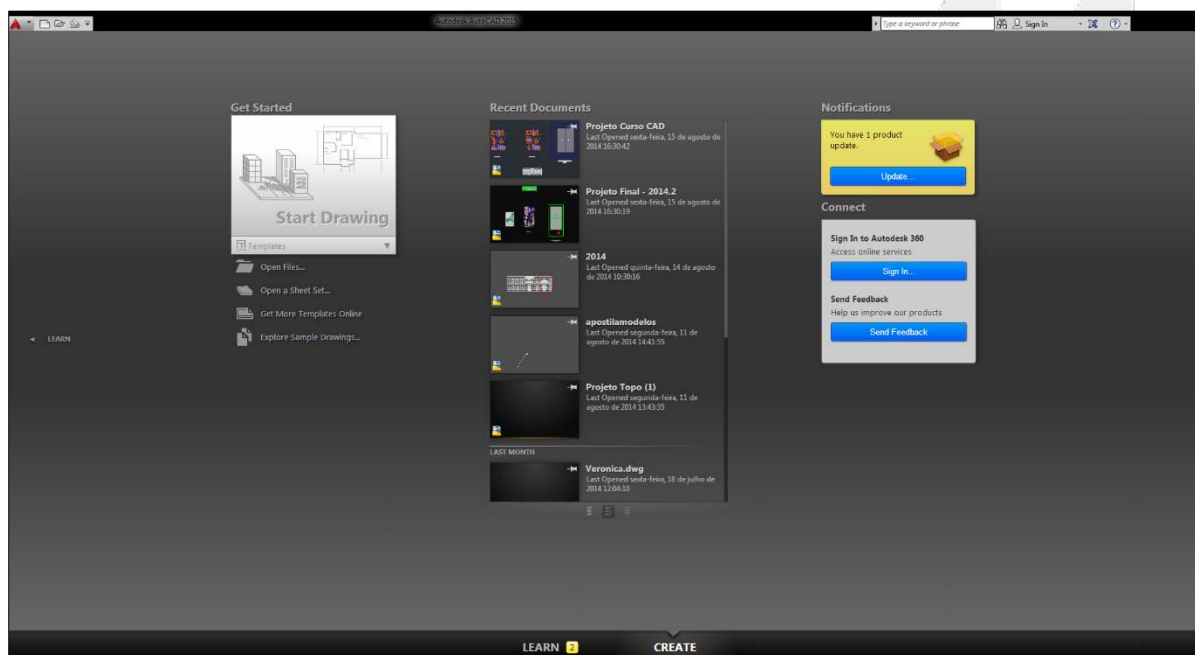 Autodesk AutoCAD 2015
Type a keyword or phrase
Sign In
Get Started
Start Drawing
Templates
Open Files...
Open a Sheet Set...
Get More Templates Online
Explore Sample Drawings...
LEARN
Recent Documents
Projeto Curso CAD
Last Opened sexta-feira, 15 de agosto de
2014 16:30:42
Projeto Final - 2014.2
Last Opened sexta-feira, 15 de agosto de
2014 16:30:19
2014
Last Opened quinta-feira, 14 de agosto
de 2014 10:30:16
apostilamodelos
Last Opened segunda-feira, 11 de
agosto de 2014 14:41:55
Projeto Topo (1)
Last Opened segunda-feira, 11 de
agosto de 2014 13:43:35
LAST MONTH
Veronica.dwg
Last Opened sexta-feira, 18 de julho de
2014 12:04:10
Notifications
You have 1 product
update.
Update...
Connect
Sign In to Autodesk 360
Access online services
Sign In...
Send Feedback
Help us improve our products
Send Feedback
LEARN 2
CREATE